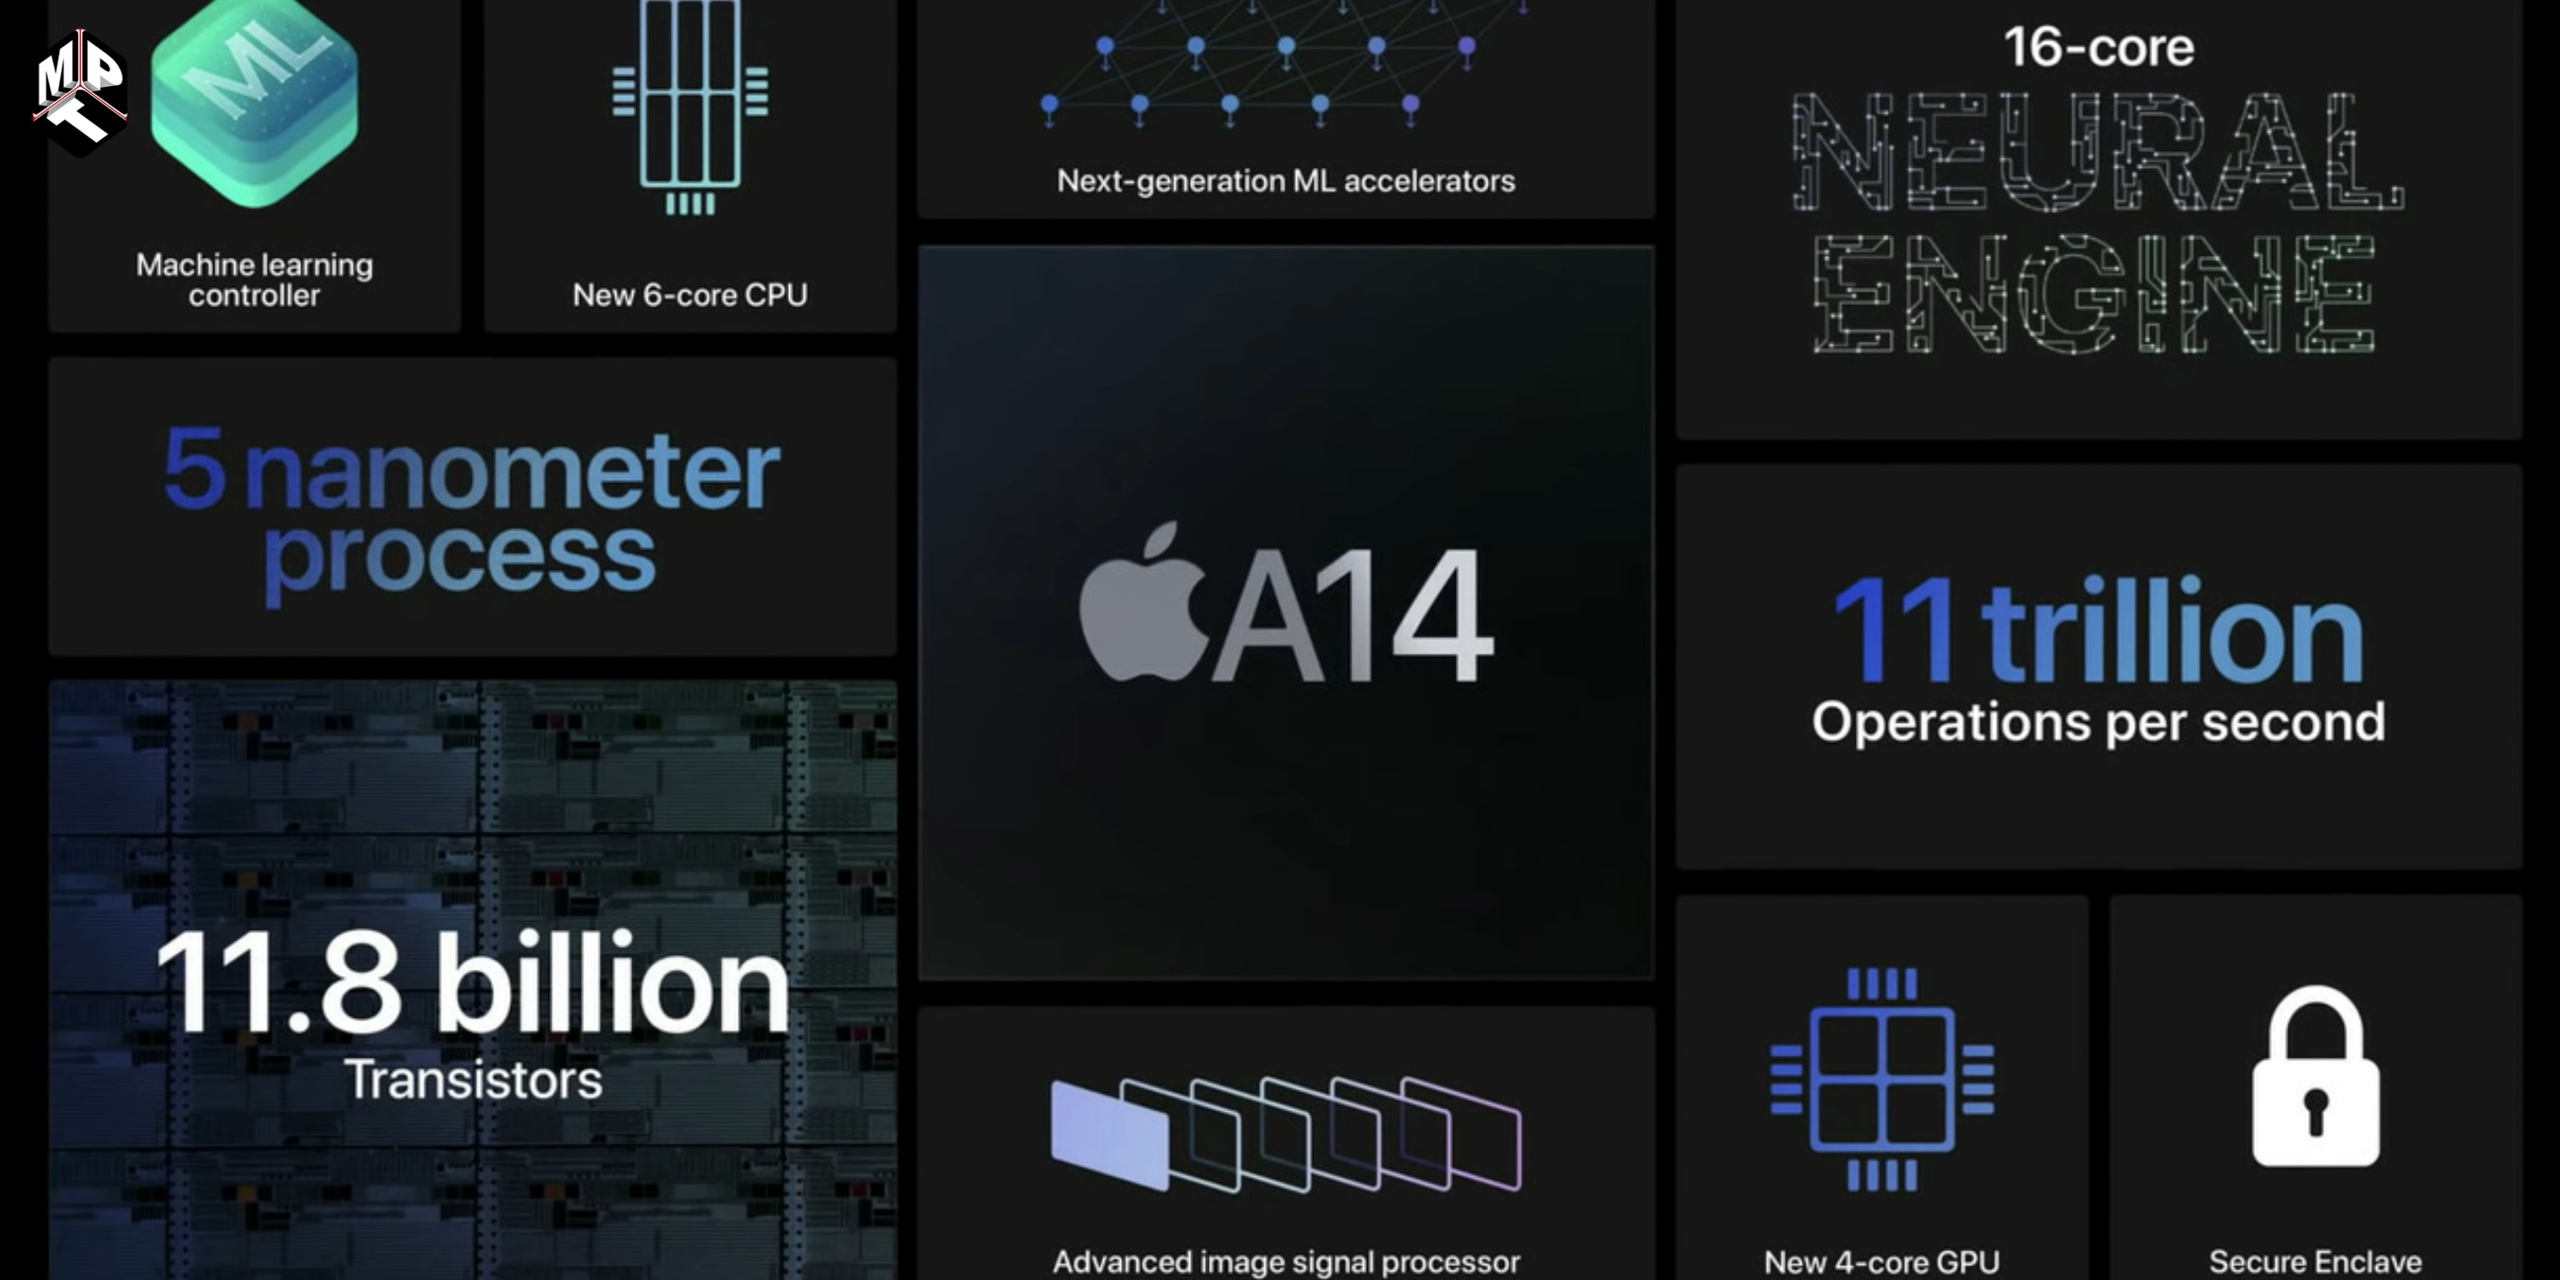 MPT
ML
Machine learning
controller
New 6-core CPU
Next-generation ML accelerators
16-core
NEURAL
ENGINE
5 nanometer
process
A14
11 trillion
Operations per second
11.8 billion
Transistors
Advanced image signal processor
New 4-core GPU
Secure Enclave